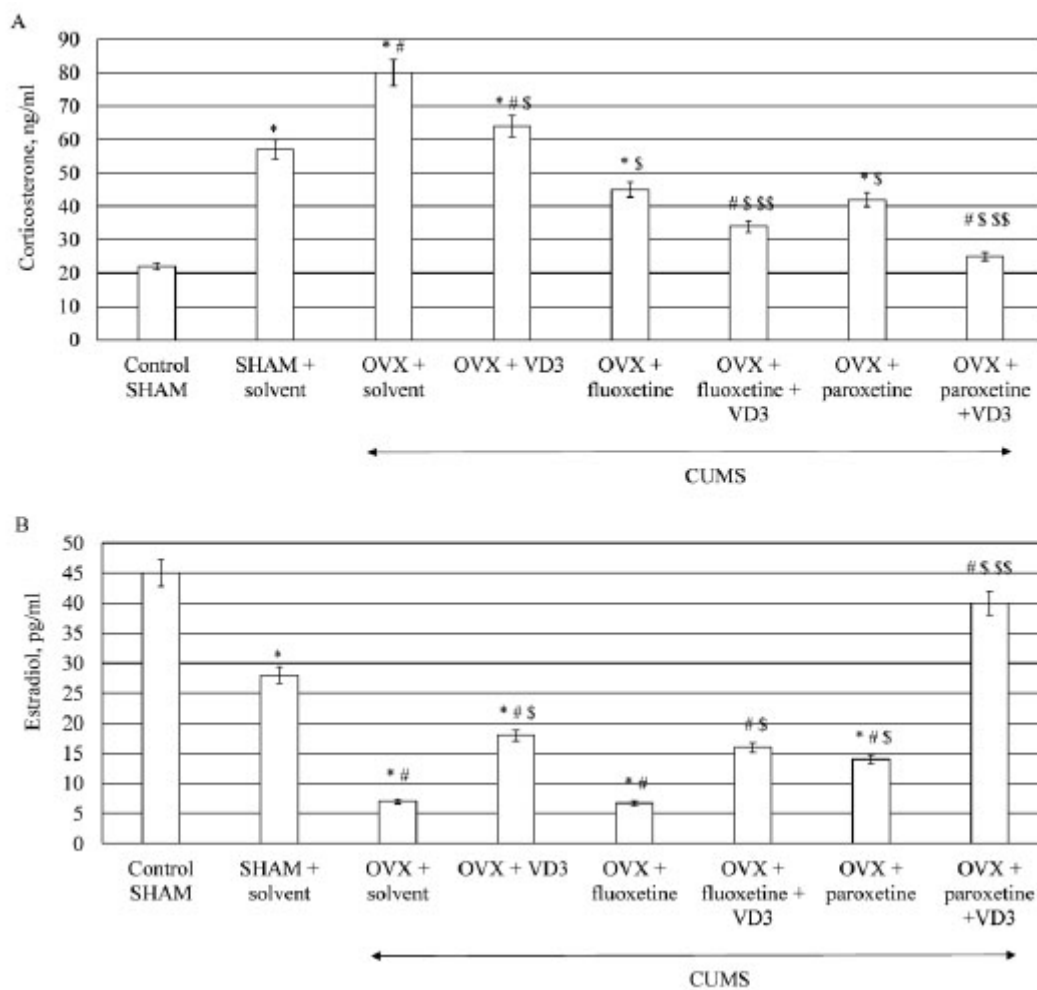 A
Corticosterone, ng/ml
90
80
70
60
50
40
30
20
10
0
*
* #
* # $
* $
# $ $$
* $
# $ $$
Control
SHAM
SHAM +
solvent
OVX +
solvent
OVX + VD3
OVX +
fluoxetine
OVX +
fluoxetine +
VD3
OVX +
paroxetine
OVX +
paroxetine
+VD3
CUMS
B
Estradiol, pg/ml
50
45
40
35
30
25
20
15
10
5
0
*
* #
* # $
* #
# $
* # $
# $ $$
Control
SHAM
SHAM +
solvent
OVX +
solvent
OVX + VD3
OVX +
fluoxetine
OVX +
fluoxetine +
VD3
OVX +
paroxetine
OVX +
paroxetine
+VD3
CUMS